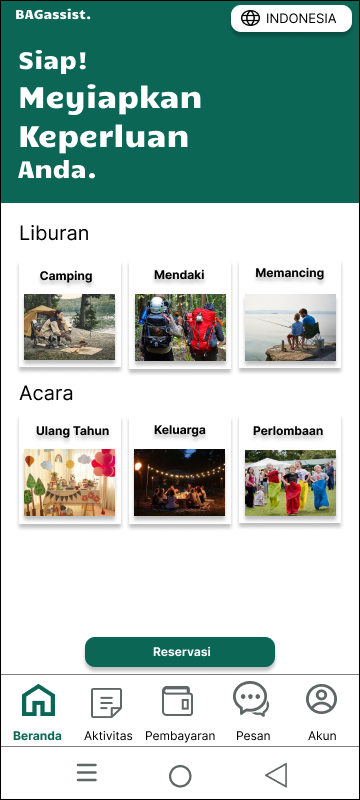 BAGassist.
INDONESIA
Siap!
Meyiapkan
Keperluan
Anda.
Liburan
Camping
Mendaki
Memancing
Acara
Ulang Tahun
Keluarga
Perlombaan
Reservasi
Beranda
Aktivitas
Pembayaran
Pesan
Akun